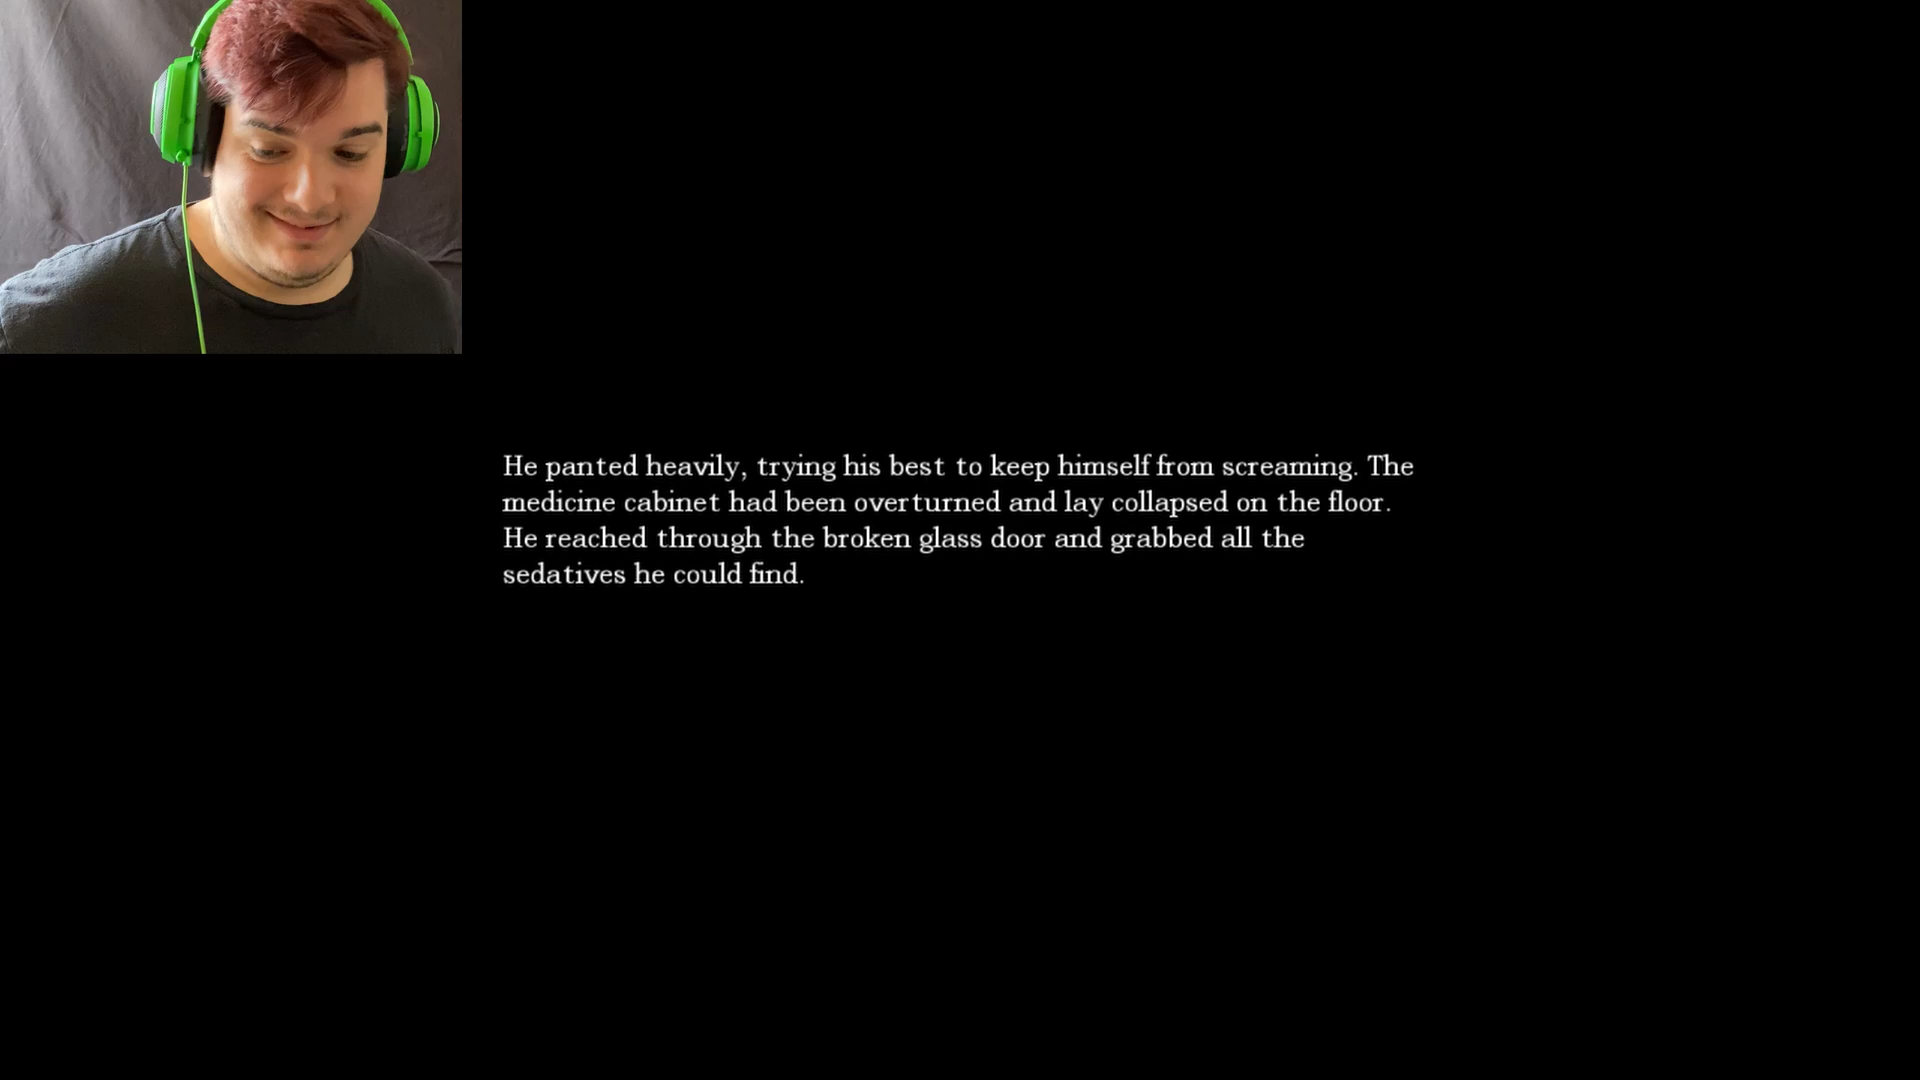 He panted heavily, trying his best to keep himself from screaming. The
medicine cabinet had been overturned and lay collapsed on the floor.
He reached through the broken glass door and grabbed all the
sedatives he could find.